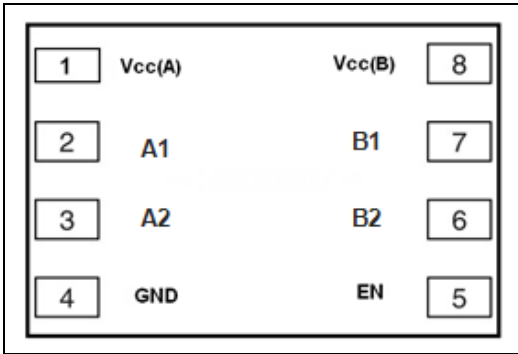 1 Vcc(A) Vcc(B) 8
2 A1 B1 7
3 A2 B2 6
4 GND EN 5